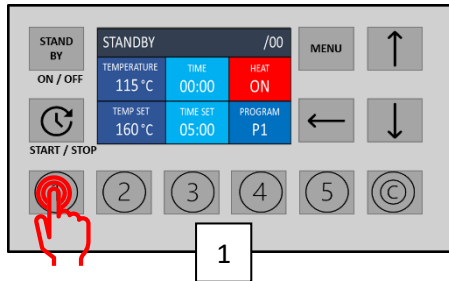 STAND
BY
ON / OFF
STANDBY /00
MENU
TEMPERATURE TIME HEAT
115 °C 00:00 ON
TEMP SET TIME SET PROGRAM
160 °C 05:00 P1
START / STOP
2 3 4 5 C
1